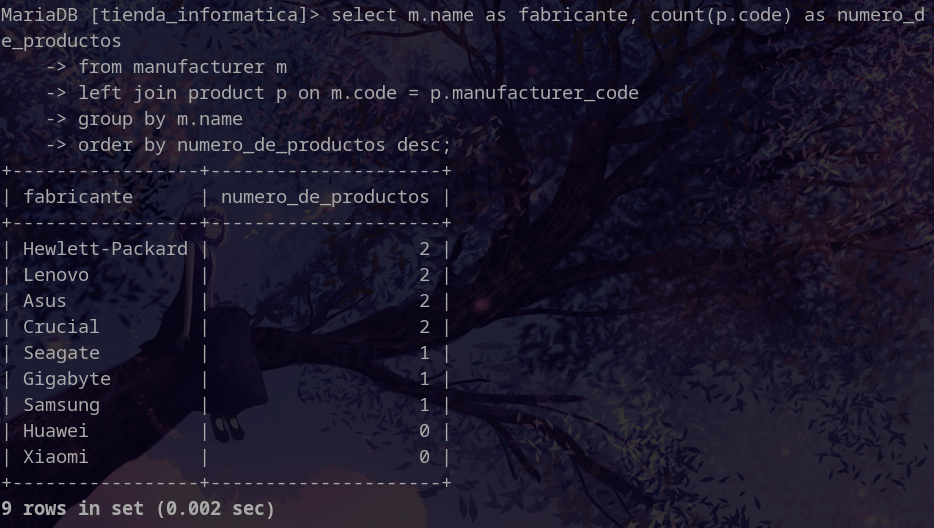 MariaDB [tienda_informatica]> select m.name as fabricante, count(p.code) as numero_d
e_productos
    -> from manufacturer m
    -> left join product p on m.code = p.manufacturer_code
    -> group by m.name
    -> order by numero_de_productos desc;
+-----------------+---------------------+
| fabricante      | numero_de_productos |
+-----------------+---------------------+
| Hewlett-Packard |                   2 |
| Lenovo          |                   2 |
| Asus            |                   2 |
| Crucial         |                   2 |
| Seagate         |                   1 |
| Gigabyte        |                   1 |
| Samsung         |                   1 |
| Huawei          |                   0 |
| Xiaomi          |                   0 |
+-----------------+---------------------+
9 rows in set (0.002 sec)